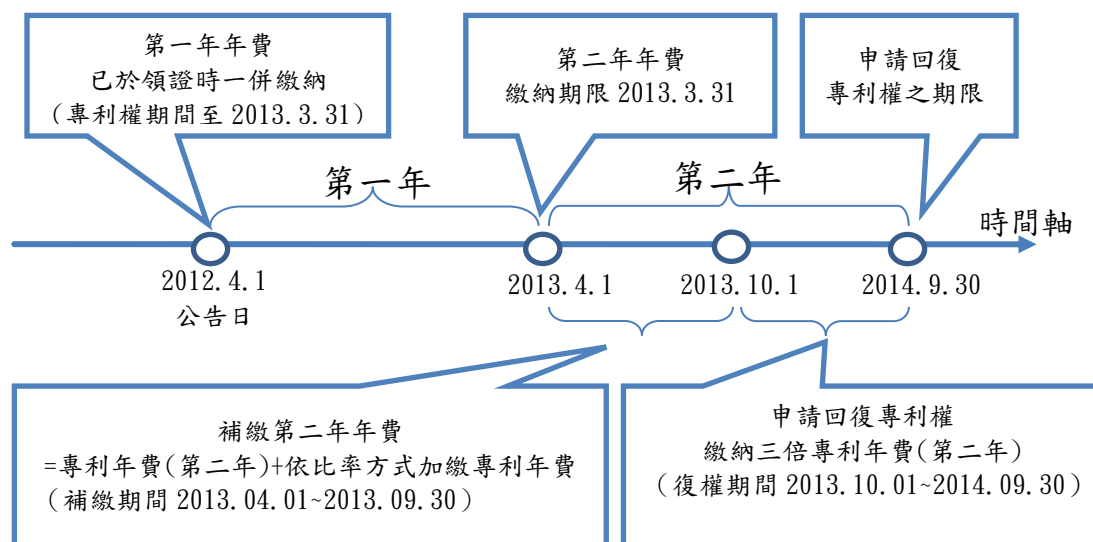 第一年年費
已於領證時一併繳納
（專利權期間至 2013.3.31）
第二年年費
繳納期限 2013.3.31
申請回復
專利權之期限
第一年
第二年
時間軸
2012.4.1
公告日
2013.4.1
2013.10.1
2014.9.30
補繳第二年年費
=專利年費(第二年)+依比率方式加繳專利年費
（補繳期間 2013.04.01~2013.09.30）
申請回復專利權
繳納三倍專利年費(第二年)
（復權期間 2013.10.01~2014.09.30）